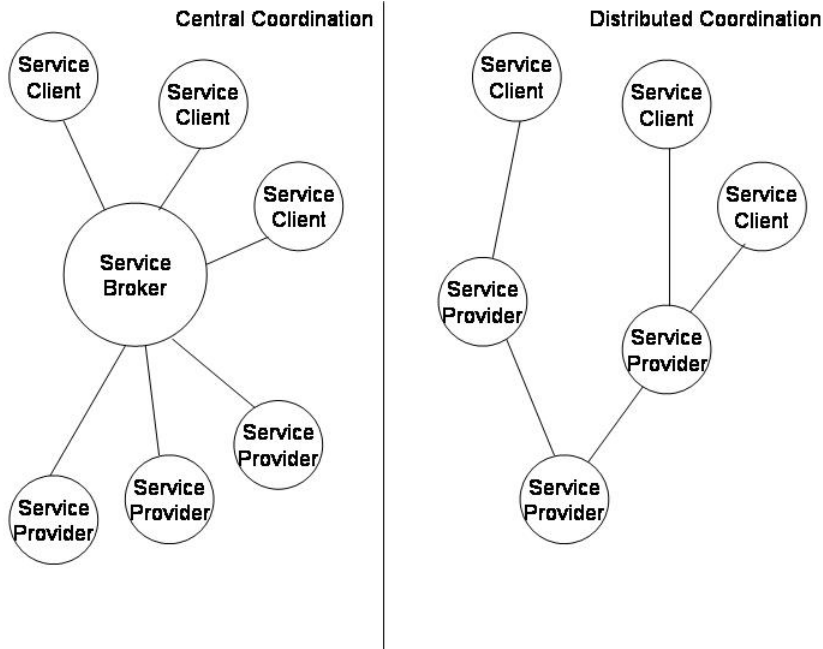 Central Coordination
Service
Client
Service
Client
Service
Client
Service
Broker
Service
Provider
Service
Provider
Service
Provider
Distributed Coordination
Service
Client
Service
Client
Service
Client
Service
Provider
Service
Provider
Service
Provider